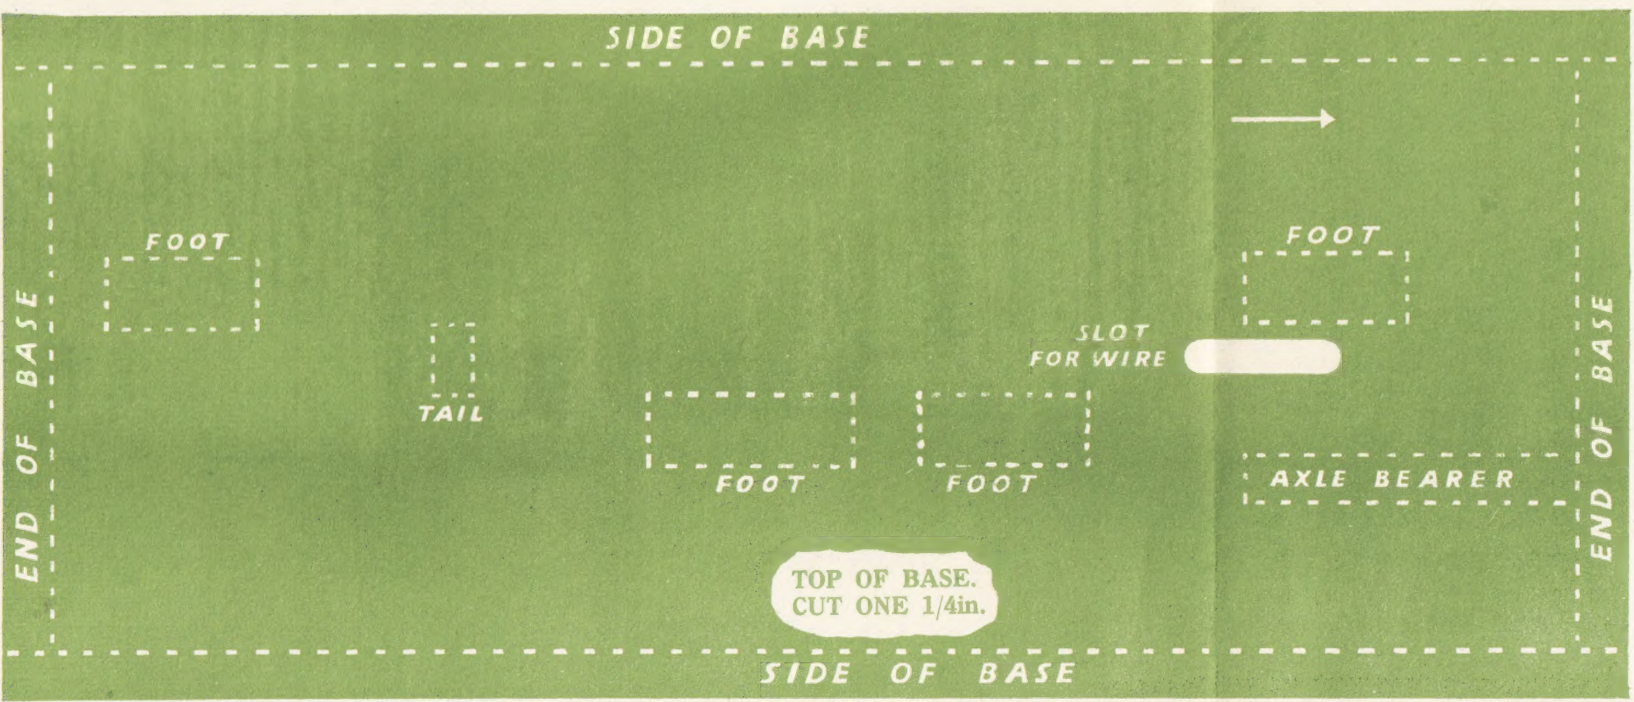 SIDE OF BASE
FOOT
FOOT
SLOT
FOR WIRE
END OF BASE
END OF BASE
TAIL
AXLE BEARER
FOOT
FOOT
TOP OF BASE.
CUT ONE 1/4in.
SIDE OF BASE